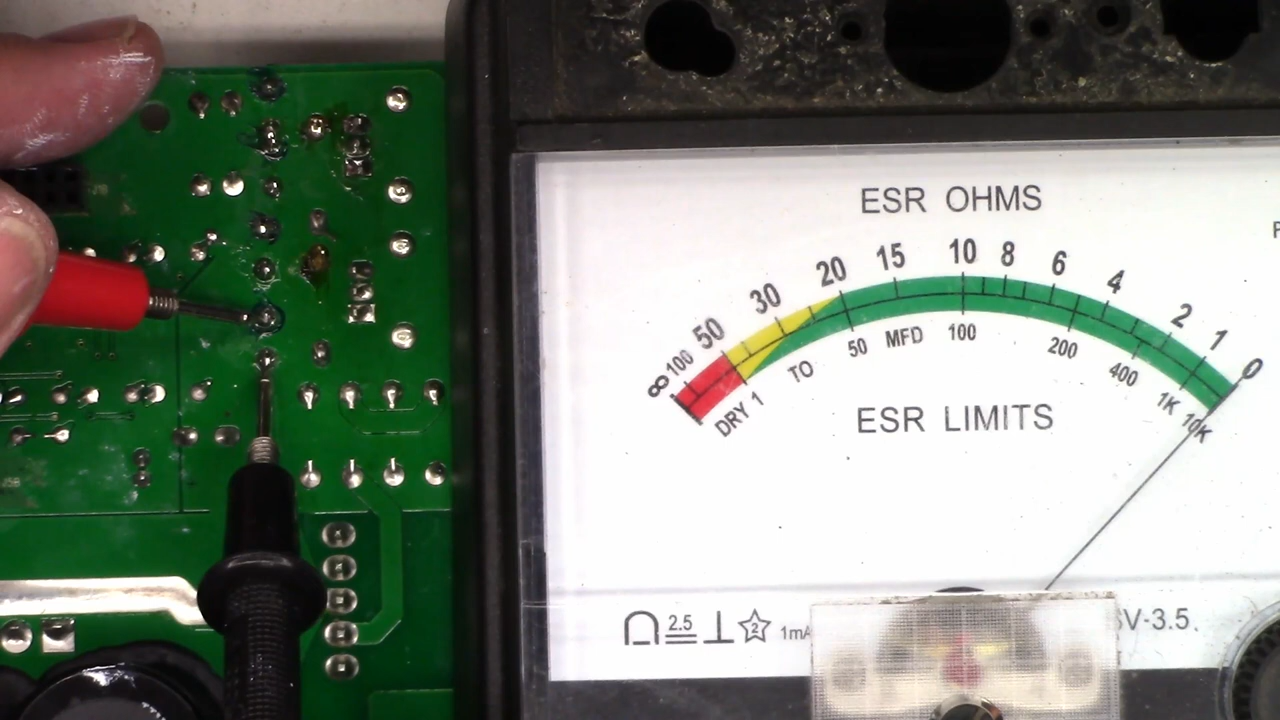 ESR OHMS
∞ 100 50 30 20 15 10 8 6 4 2 1 0
DRY 1 TO 50 MFD 100 200 400 1K 10K
ESR LIMITS
2.5 2 1mA
V-3.5